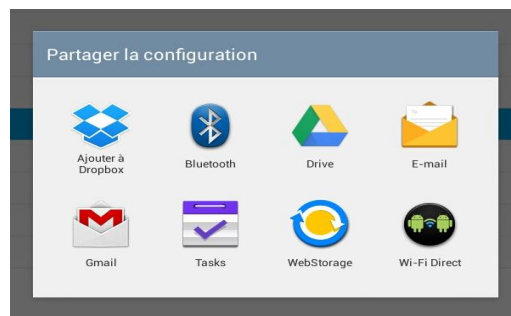 Partager la configuration
Ajouter à
Dropbox
Bluetooth
Drive
E-mail
Gmail
Tasks
WebStorage
Wi-Fi Direct